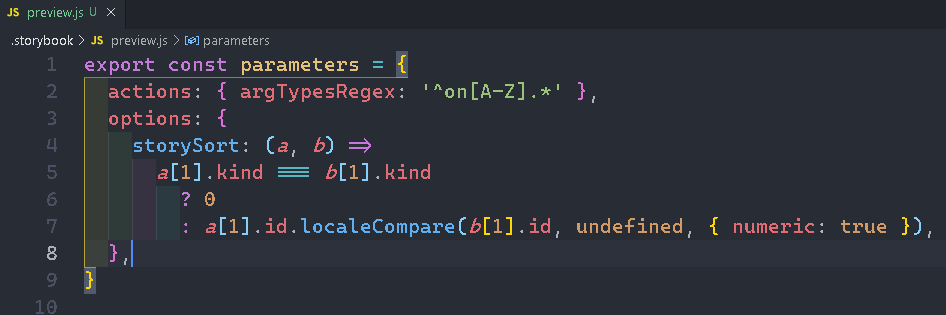 JS preview.js U ×
.storybook > JS preview.js > parameters
1 export const parameters = {
2 actions: { argTypesRegex: '^on[A-Z].*' },
3 options: {
4 storySort: (a, b) =>
5 a[1].kind === b[1].kind
6 ? 0
7 : a[1].id.localeCompare(b[1].id, undefined, { numeric: true }),
8 },
9 }
10